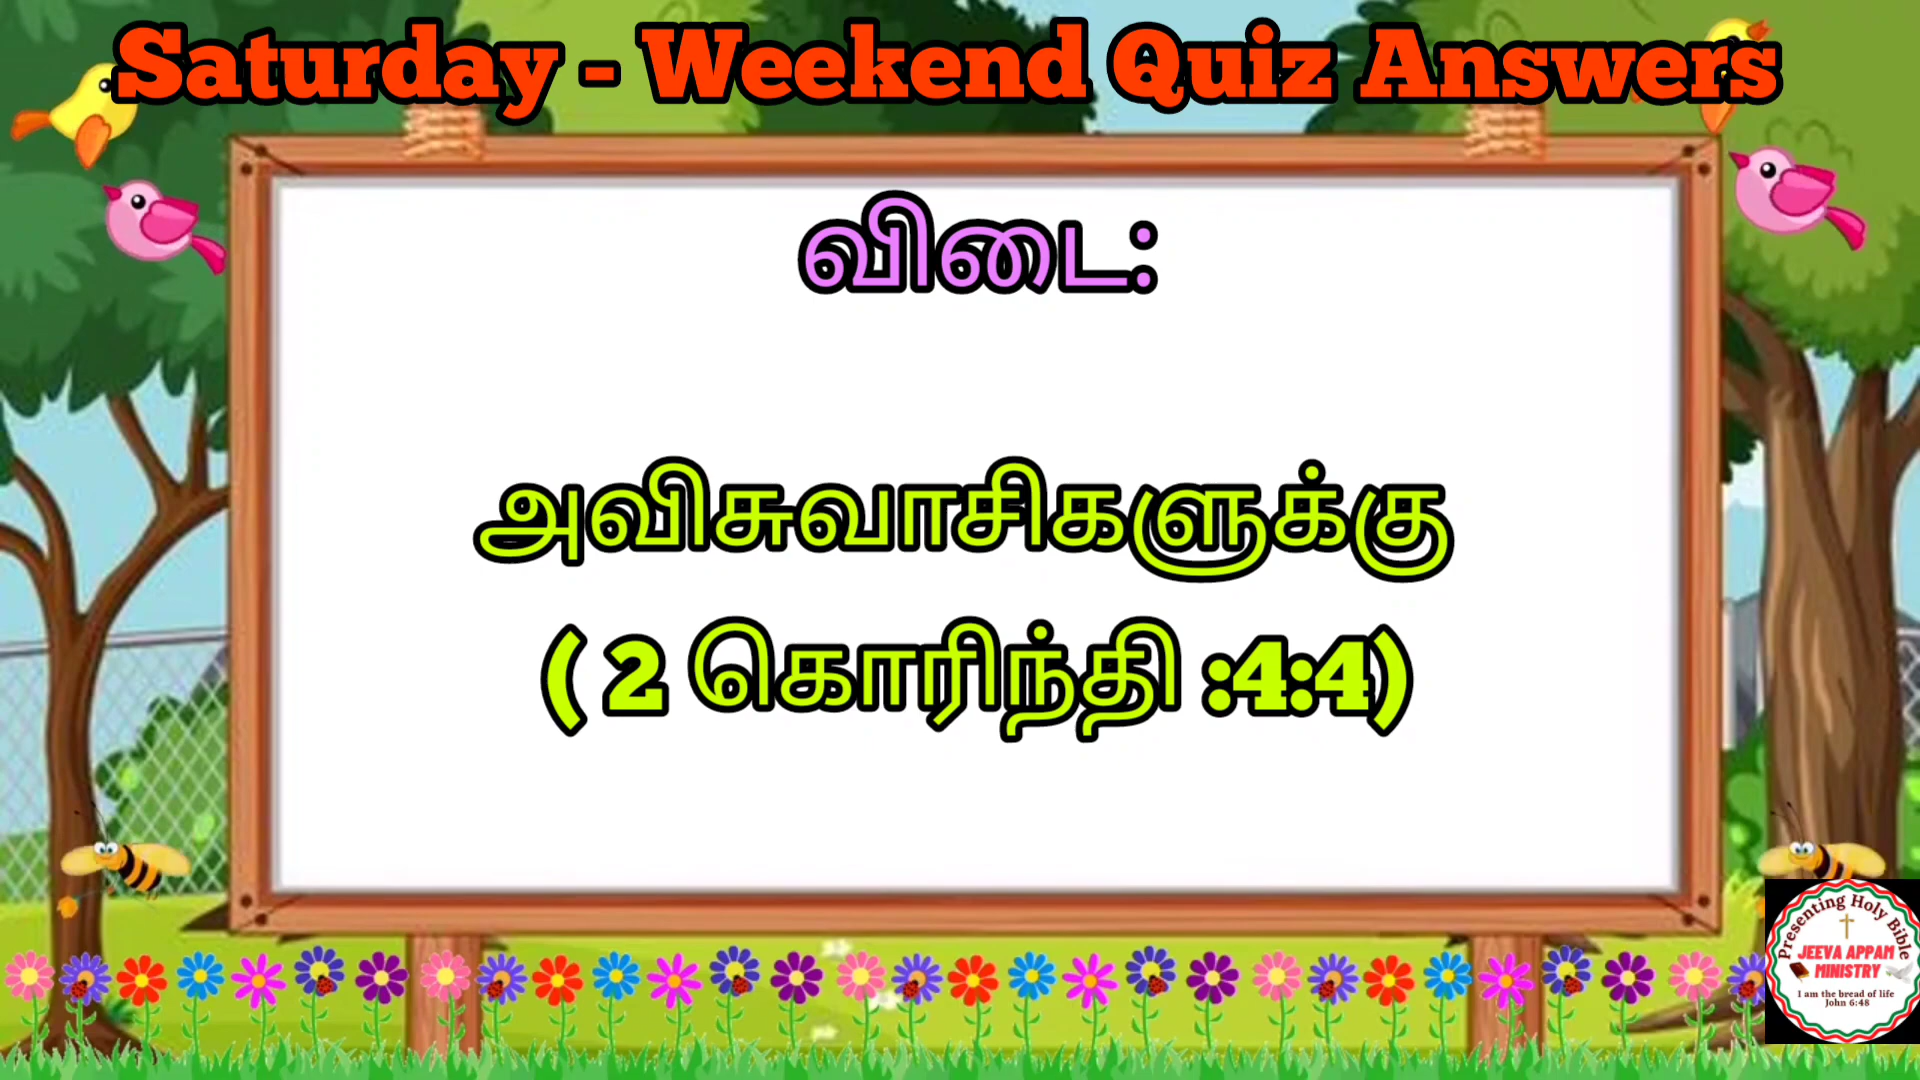 Saturday - Weekend Quiz Answers
விடை:
அவிசுவாசிகளுக்கு
( 2 கொரிந்தி :4:4)
Presenting Holy Bible
JEEVA APPAM
MINISTRY
I am the bread of life
John 6:48